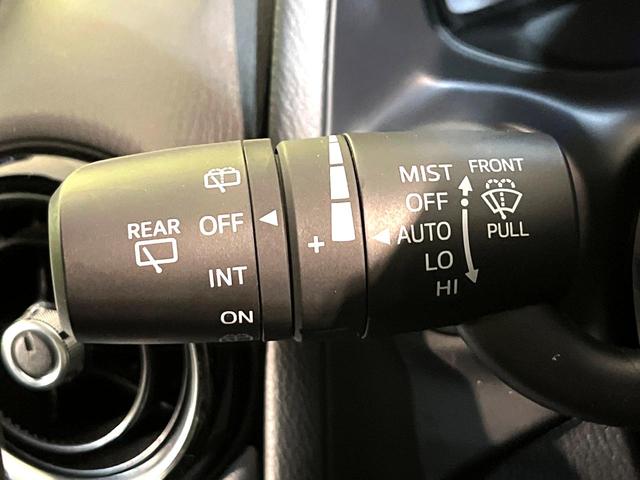 REAR
OFF
INT
ON
+
MIST
OFF
AUTO
LO
HI
FRONT
PULL